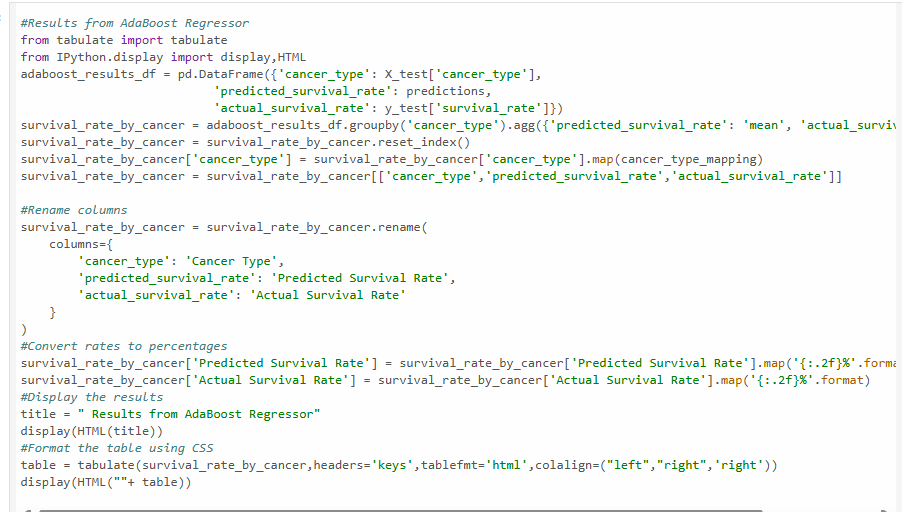 #Results from AdaBoost Regressor
from tabulate import tabulate
from IPython.display import display,HTML
adaboost_results_df = pd.DataFrame({'cancer_type': X_test['cancer_type'],
                           'predicted_survival_rate': predictions,
                           'actual_survival_rate': y_test['survival_rate']})
survival_rate_by_cancer = adaboost_results_df.groupby('cancer_type').agg({'predicted_survival_rate': 'mean', 'actual_surviv
survival_rate_by_cancer = survival_rate_by_cancer.reset_index()
survival_rate_by_cancer['cancer_type'] = survival_rate_by_cancer['cancer_type'].map(cancer_type_mapping)
survival_rate_by_cancer = survival_rate_by_cancer[['cancer_type','predicted_survival_rate','actual_survival_rate']]

#Rename columns
survival_rate_by_cancer = survival_rate_by_cancer.rename(
    columns={
        'cancer_type': 'Cancer Type',
        'predicted_survival_rate': 'Predicted Survival Rate',
        'actual_survival_rate': 'Actual Survival Rate'
    }
)
#Convert rates to percentages
survival_rate_by_cancer['Predicted Survival Rate'] = survival_rate_by_cancer['Predicted Survival Rate'].map('{:.2f}%'.forma
survival_rate_by_cancer['Actual Survival Rate'] = survival_rate_by_cancer['Actual Survival Rate'].map('{:.2f}%'.format)
#Display the results
title = " Results from AdaBoost Regressor"
display(HTML(title))
#Format the table using CSS
table = tabulate(survival_rate_by_cancer,headers='keys',tablefmt='html',colalign=("left","right",'right'))
display(HTML(""+ table))